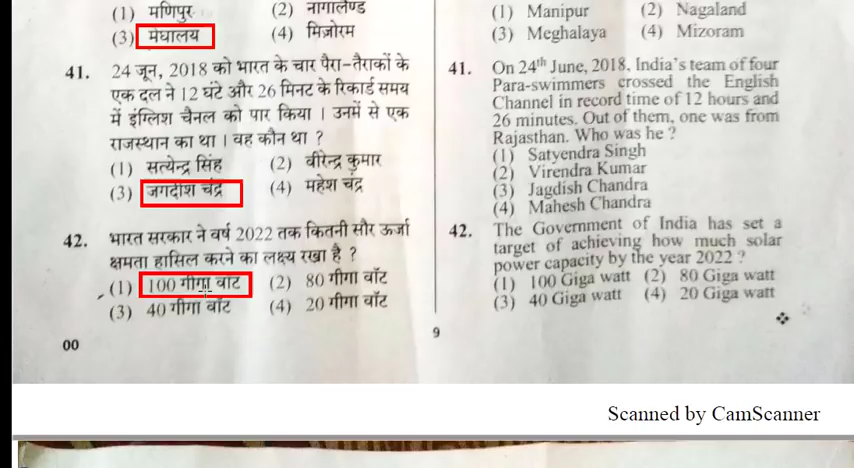 (1) मणिपुर (2) नागालैण्ड
(3) मेघालय (4) मिज़ोरम
41. 24 जून, 2018 को भारत के चार पैरा-तैराकों के
एक दल ने 12 घंटे और 26 मिनट के रिकार्ड समय
में इंग्लिश चैनल को पार किया । उनमें से एक
राजस्थान का था । वह कौन था ?
(1) सत्येन्द्र सिंह (2) वीरेन्द्र कुमार
(3) जगदीश चंद्र (4) महेश चंद्र
42. भारत सरकार ने वर्ष 2022 तक कितनी सौर ऊर्जा
क्षमता हासिल करने का लक्ष्य रखा है ?
(1) 100 गीगा वाट (2) 80 गीगा वॉट
(3) 40 गीगा वॉट (4) 20 गीगा वॉट
00
(1) Manipur (2) Nagaland
(3) Meghalaya (4) Mizoram
41. On 24th June, 2018, India's team of four
Para-swimmers crossed the English
Channel in record time of 12 hours and
26 minutes. Out of them, one was from
Rajasthan. Who was he ?
(1) Satyendra Singh
(2) Virendra Kumar
(3) Jagdish Chandra
(4) Mahesh Chandra
42. The Government of India has set a
target of achieving how much solar
power capacity by the year 2022 ?
(1) 100 Giga watt (2) 80 Giga watt
(3) 40 Giga watt (4) 20 Giga watt
9
Scanned by CamScanner